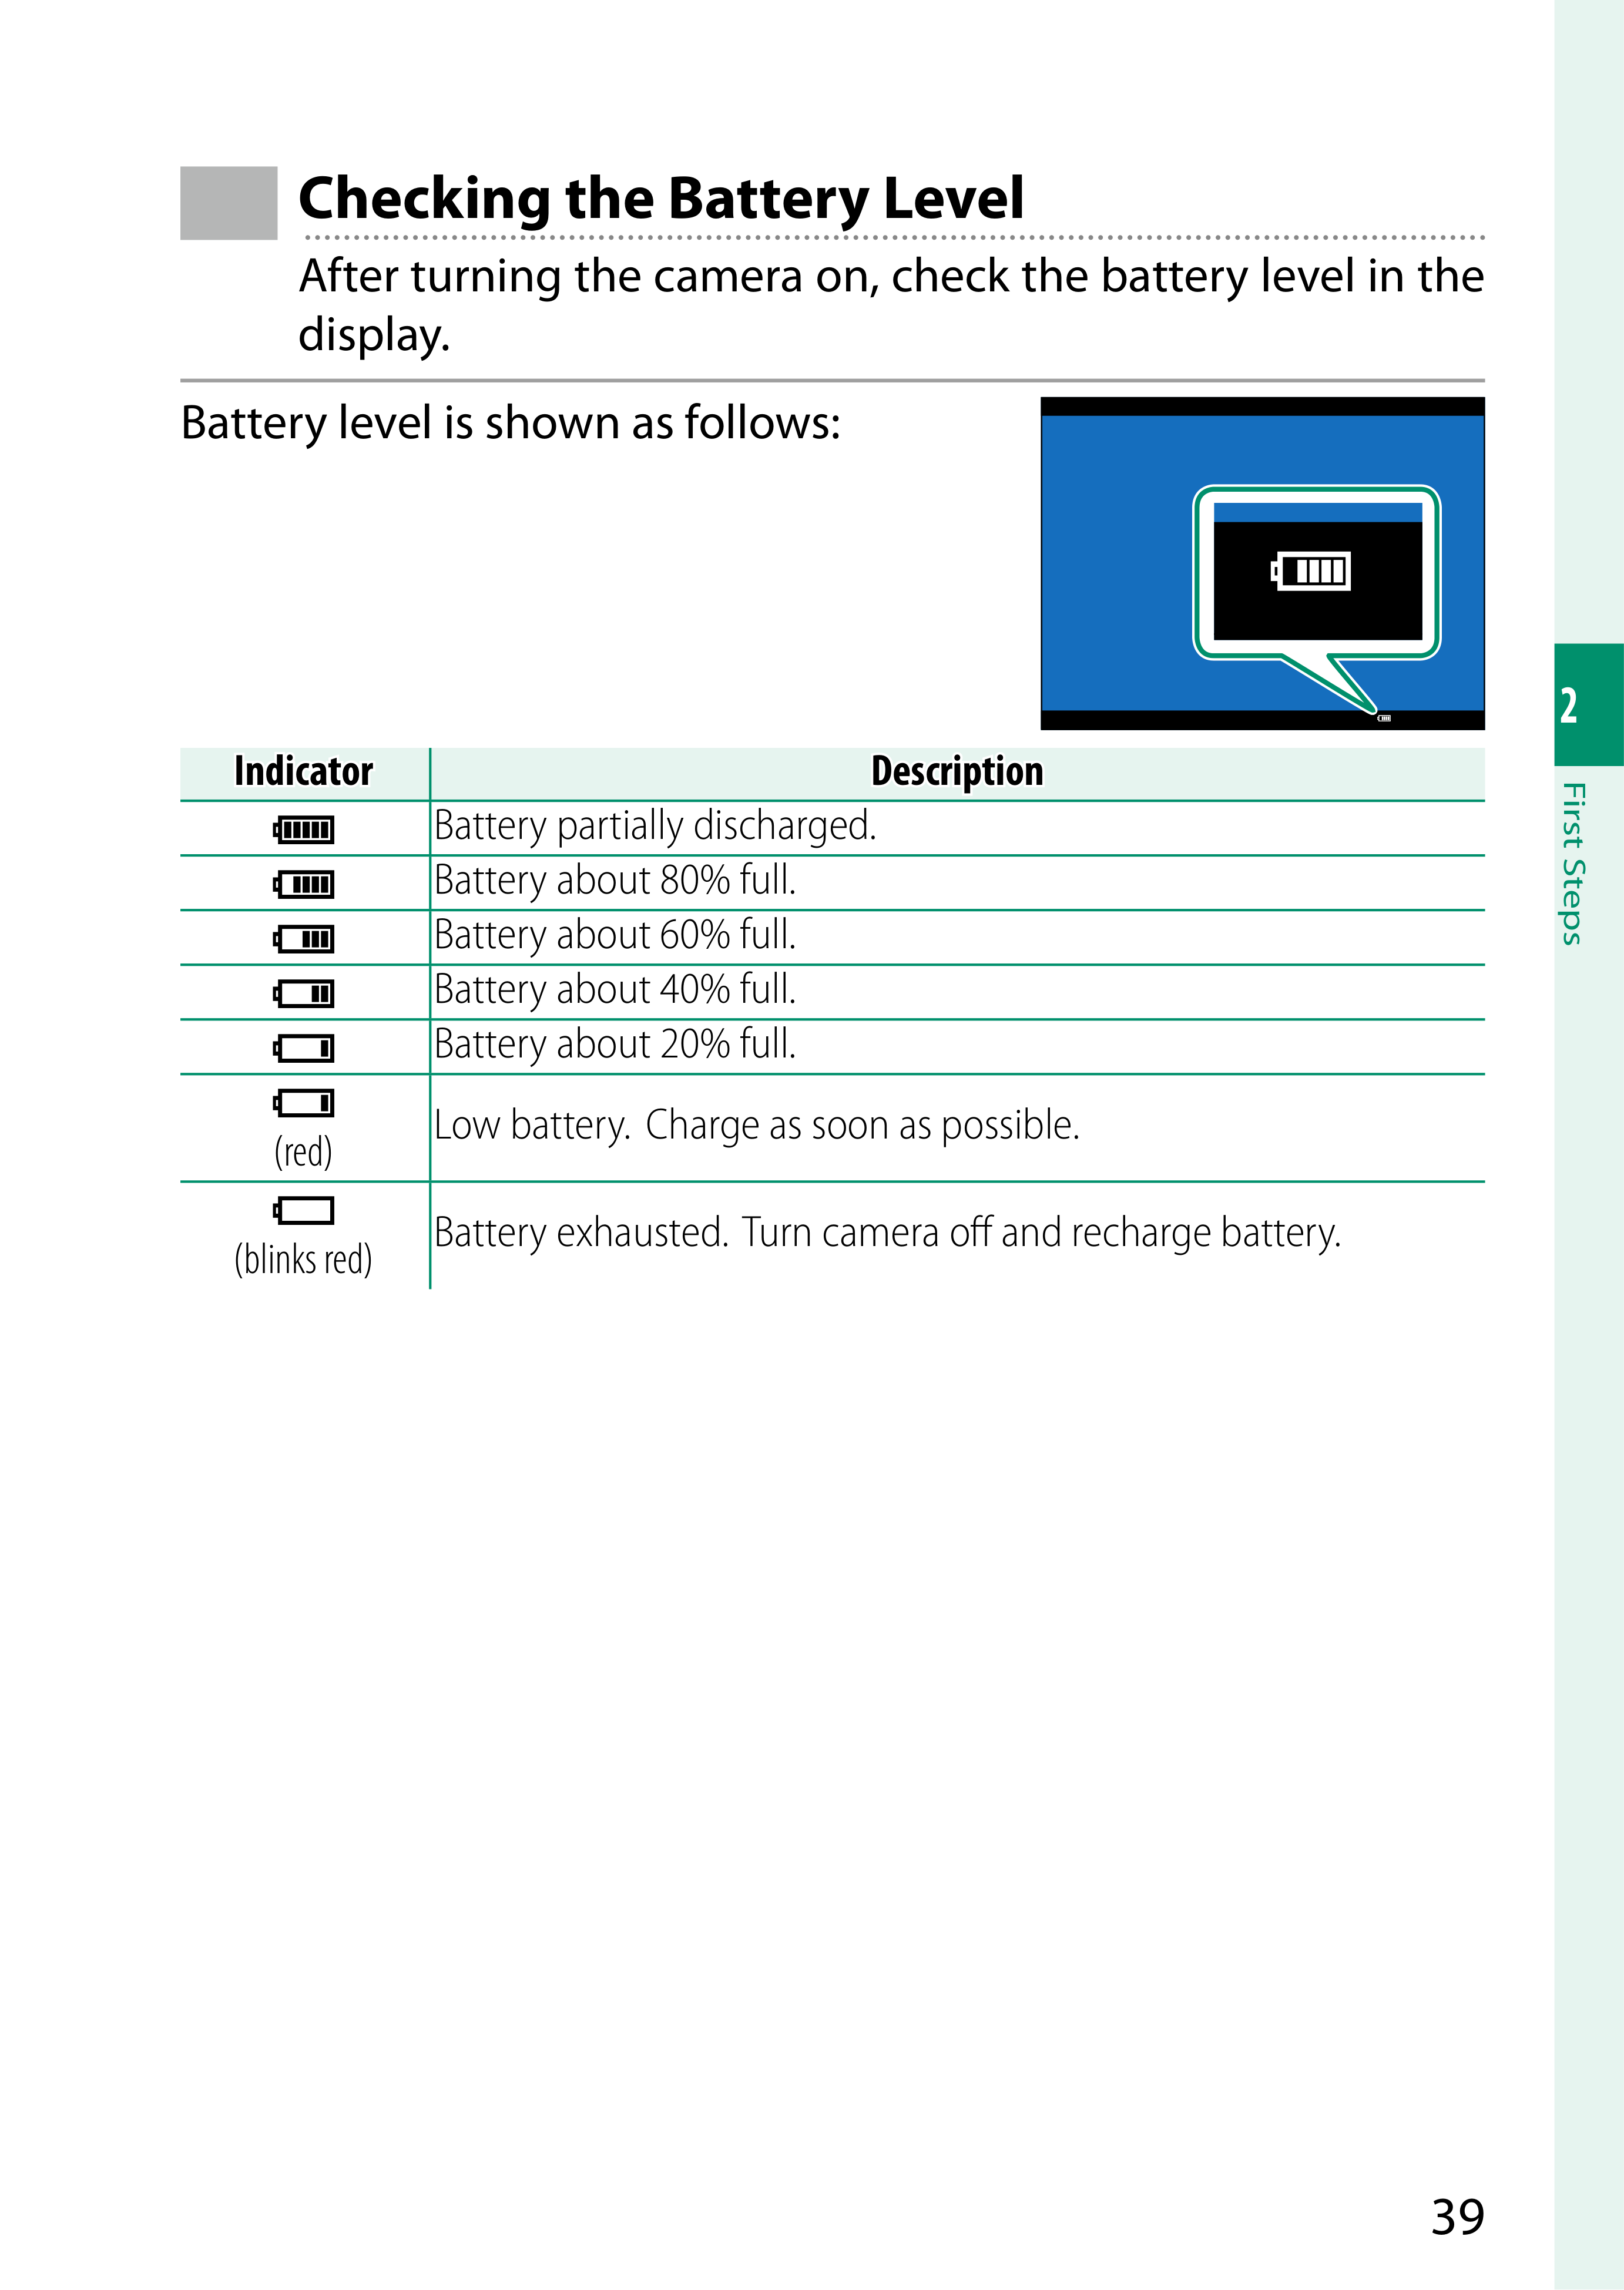 Checking the Battery Level
After turning the camera on, check the battery level in the
display.
Battery level is shown as follows:
Indicator Description
Battery partially discharged.
Battery about 80% full.
Battery about 60% full.
Battery about 40% full.
Battery about 20% full.
(red) Low battery. Charge as soon as possible.
(blinks red) Battery exhausted. Turn camera off and recharge battery.
2
First Steps
39